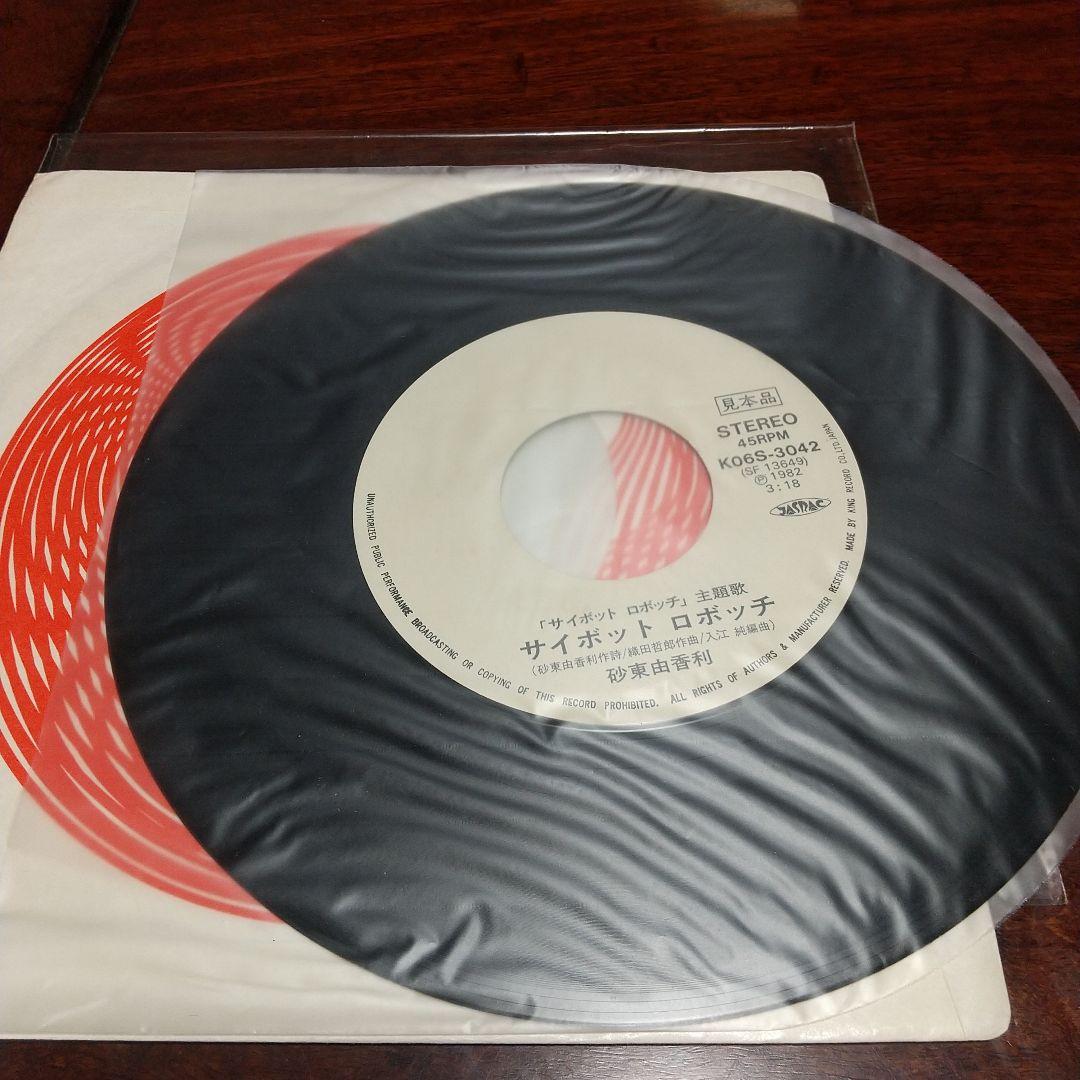 見本品
STEREO
45RPM
K06S-3042
(SF 13649)
Ⓟ1982
3:18
JASRAC
「サイボット ロボッチ」主題歌
サイボット ロボッチ
(砂東由香利作詩/織田哲郎作曲/入江 純編曲)
砂東由香利
UNAUTHORIZED PUBLIC PERFORMANCE BROADCASTING OR COPYING OF THIS RECORD PROHIBITED. ALL RIGHTS OF AUTHORS & MANUFACTURER RESERVED. MADE BY KING RECORD CO., LTD. JAPAN